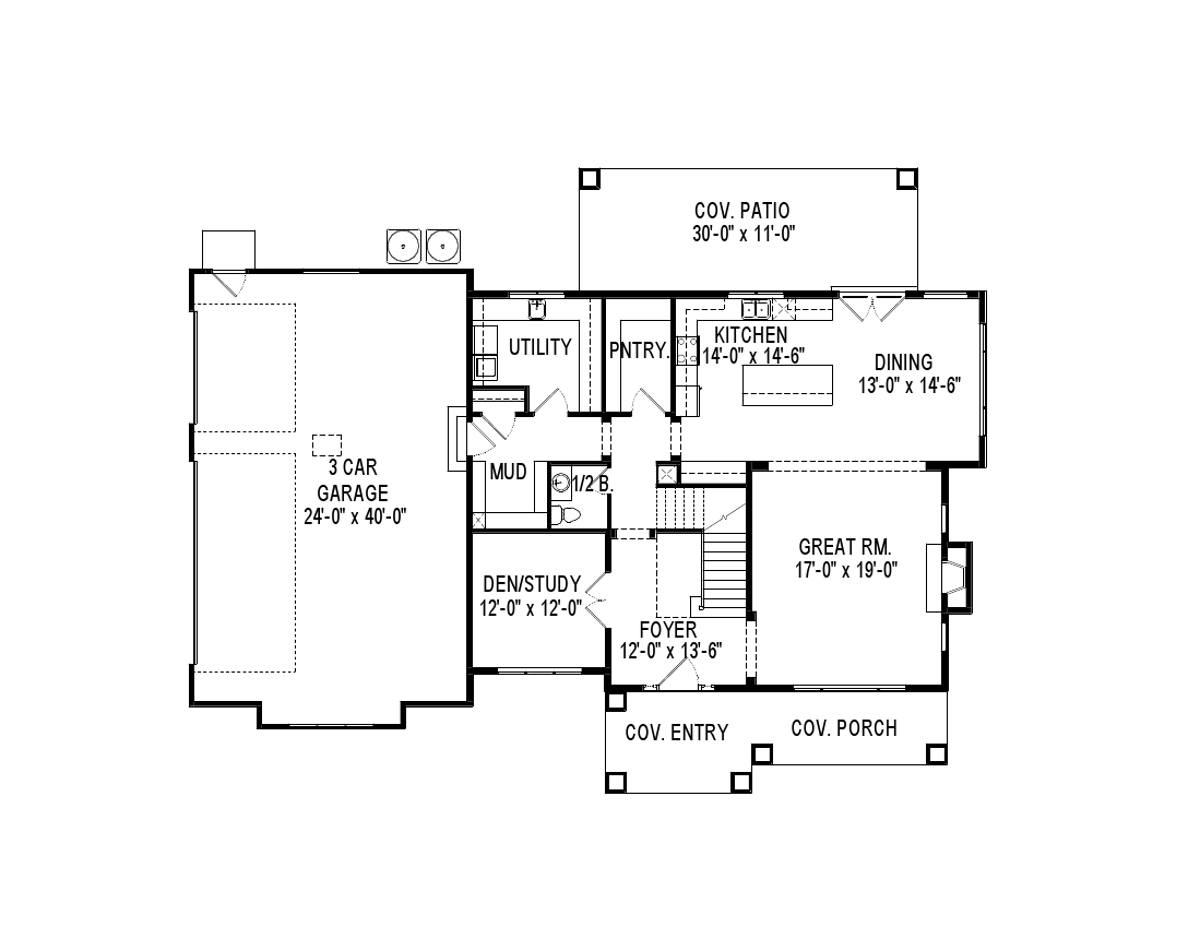 COV. PATIO
30'-0" x 11'-0"
UTILITY
PNTRY.
KITCHEN
14'-0" x 14'-6"
DINING
13'-0" x 14'-6"
3 CAR
GARAGE
24'-0" x 40'-0"
MUD
1/2 B.
GREAT RM.
17'-0" x 19'-0"
DEN/STUDY
12'-0" x 12'-0"
FOYER
12'-0" x 13'-6"
COV. ENTRY
COV. PORCH